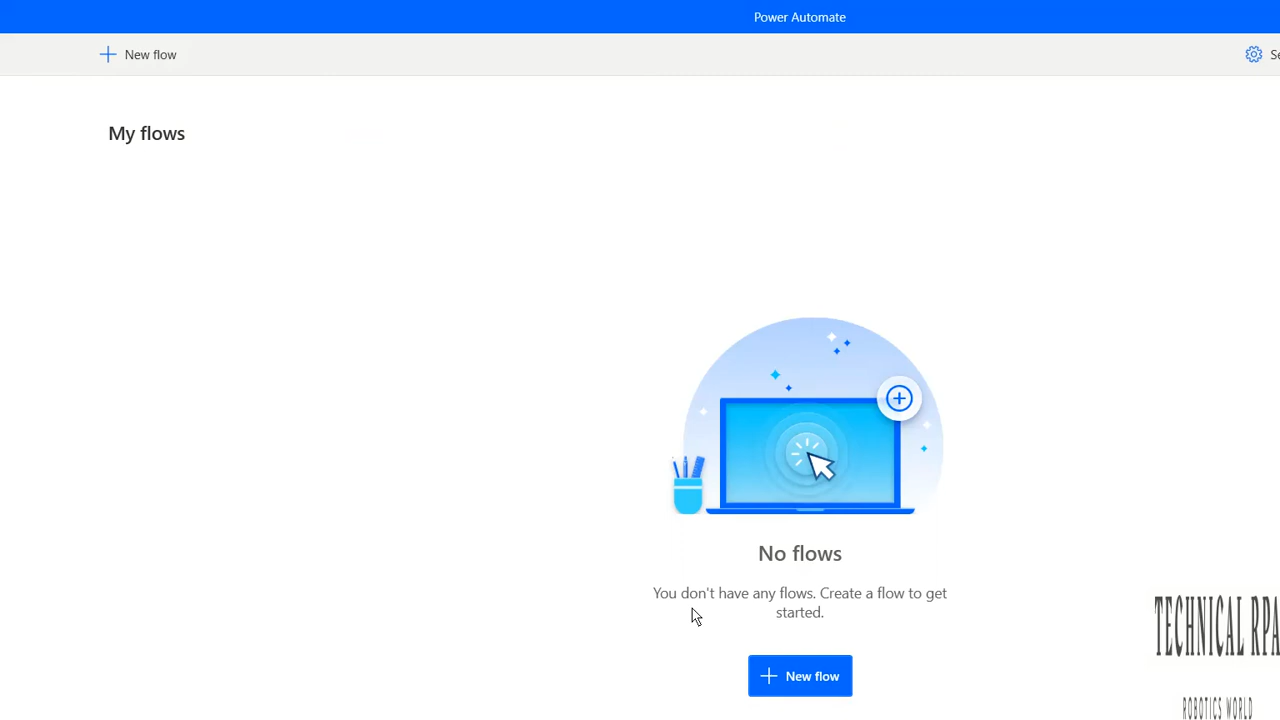 Power Automate
New flow
Se
My flows
No flows
You don't have any flows. Create a flow to get
started.
New flow
TECHNICAL RPA
ROBOTICS WORLD